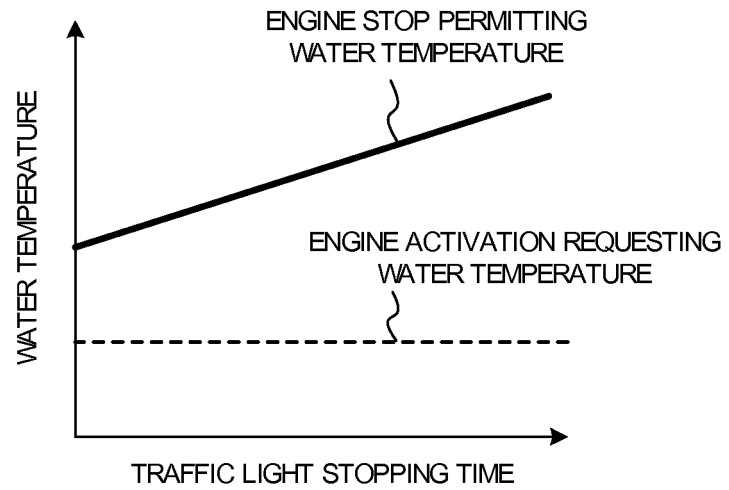 ENGINE STOP PERMITTING
WATER TEMPERATURE
WATER TEMPERATURE
ENGINE ACTIVATION REQUESTING
WATER TEMPERATURE
TRAFFIC LIGHT STOPPING TIME